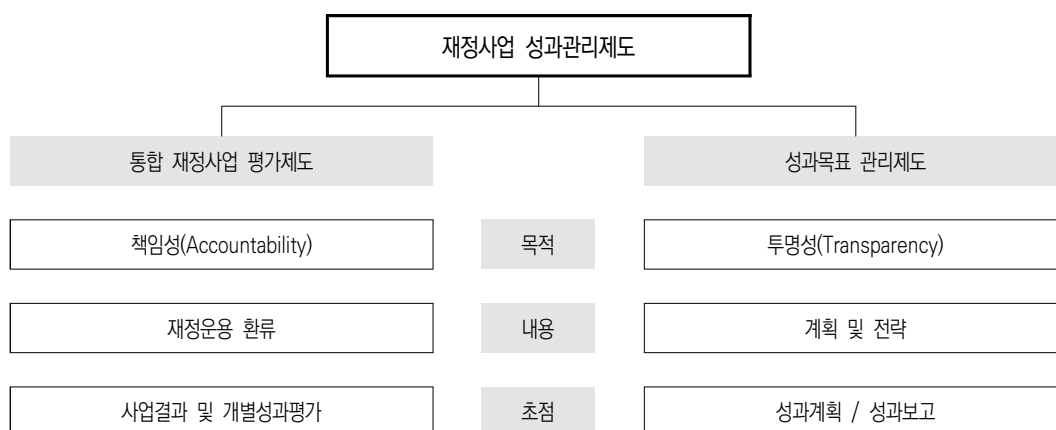 재정사업 성과관리제도
통합 재정사업 평가제도
성과목표 관리제도
책임성(Accountability)
목적
투명성(Transparency)
재정운용 환류
내용
계획 및 전략
사업결과 및 개별성과평가
초점
성과계획 / 성과보고